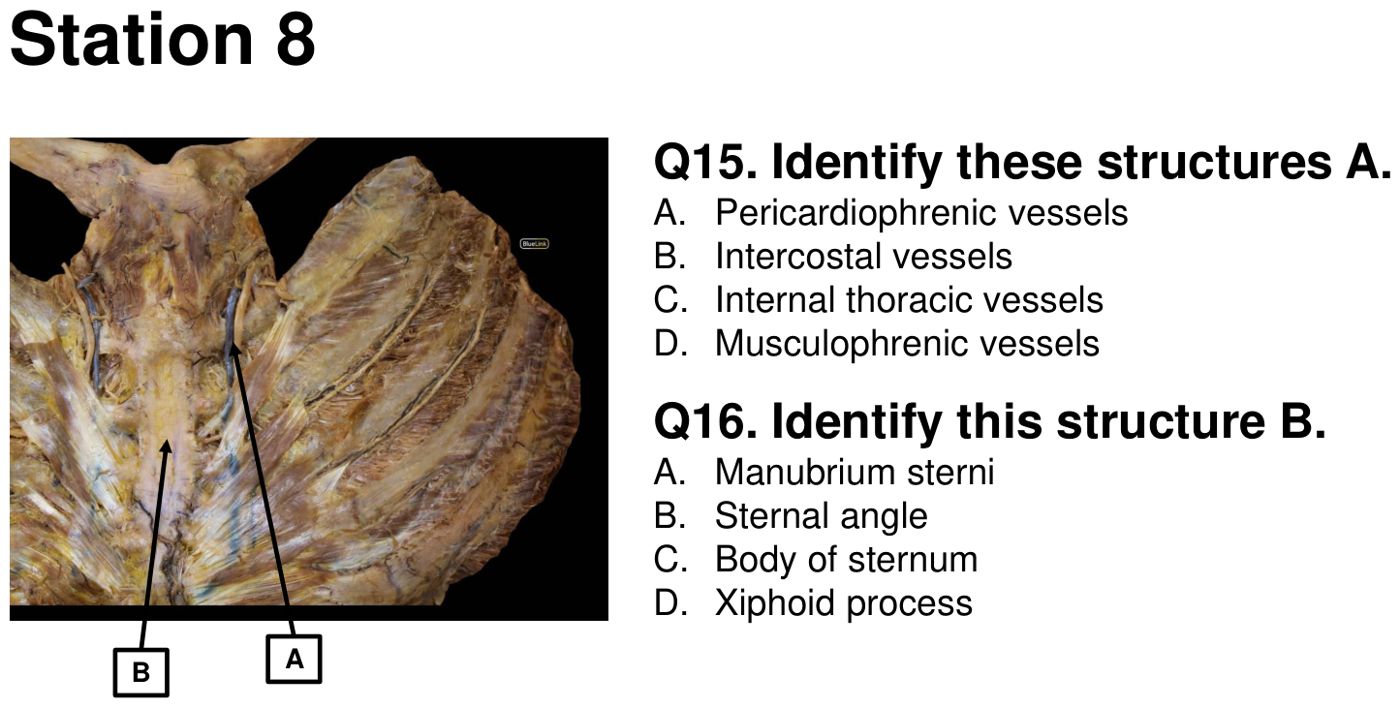 Station 8
BlueLink
Q15. Identify these structures A.
A. Pericardiophrenic vessels
B. Intercostal vessels
C. Internal thoracic vessels
D. Musculophrenic vessels
Q16. Identify this structure B.
A. Manubrium sterni
B. Sternal angle
C. Body of sternum
D. Xiphoid process
B
A